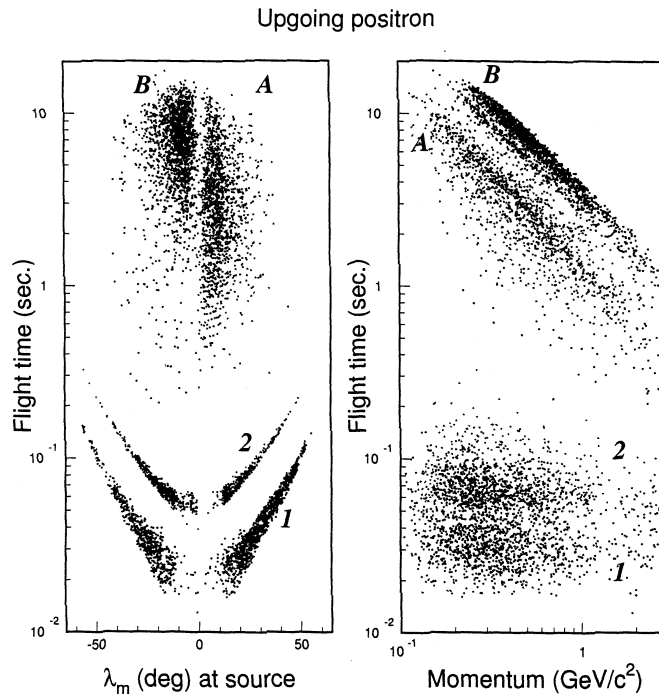 Upgoing positron
B A
B
A
10
1
10⁻¹
10⁻²
Flight time (sec.)
2
1
-50 0 50
λm (deg) at source
10
1
10⁻¹
10⁻²
Flight time (sec.)
2
1
10⁻¹ 1
Momentum (GeV/c²)